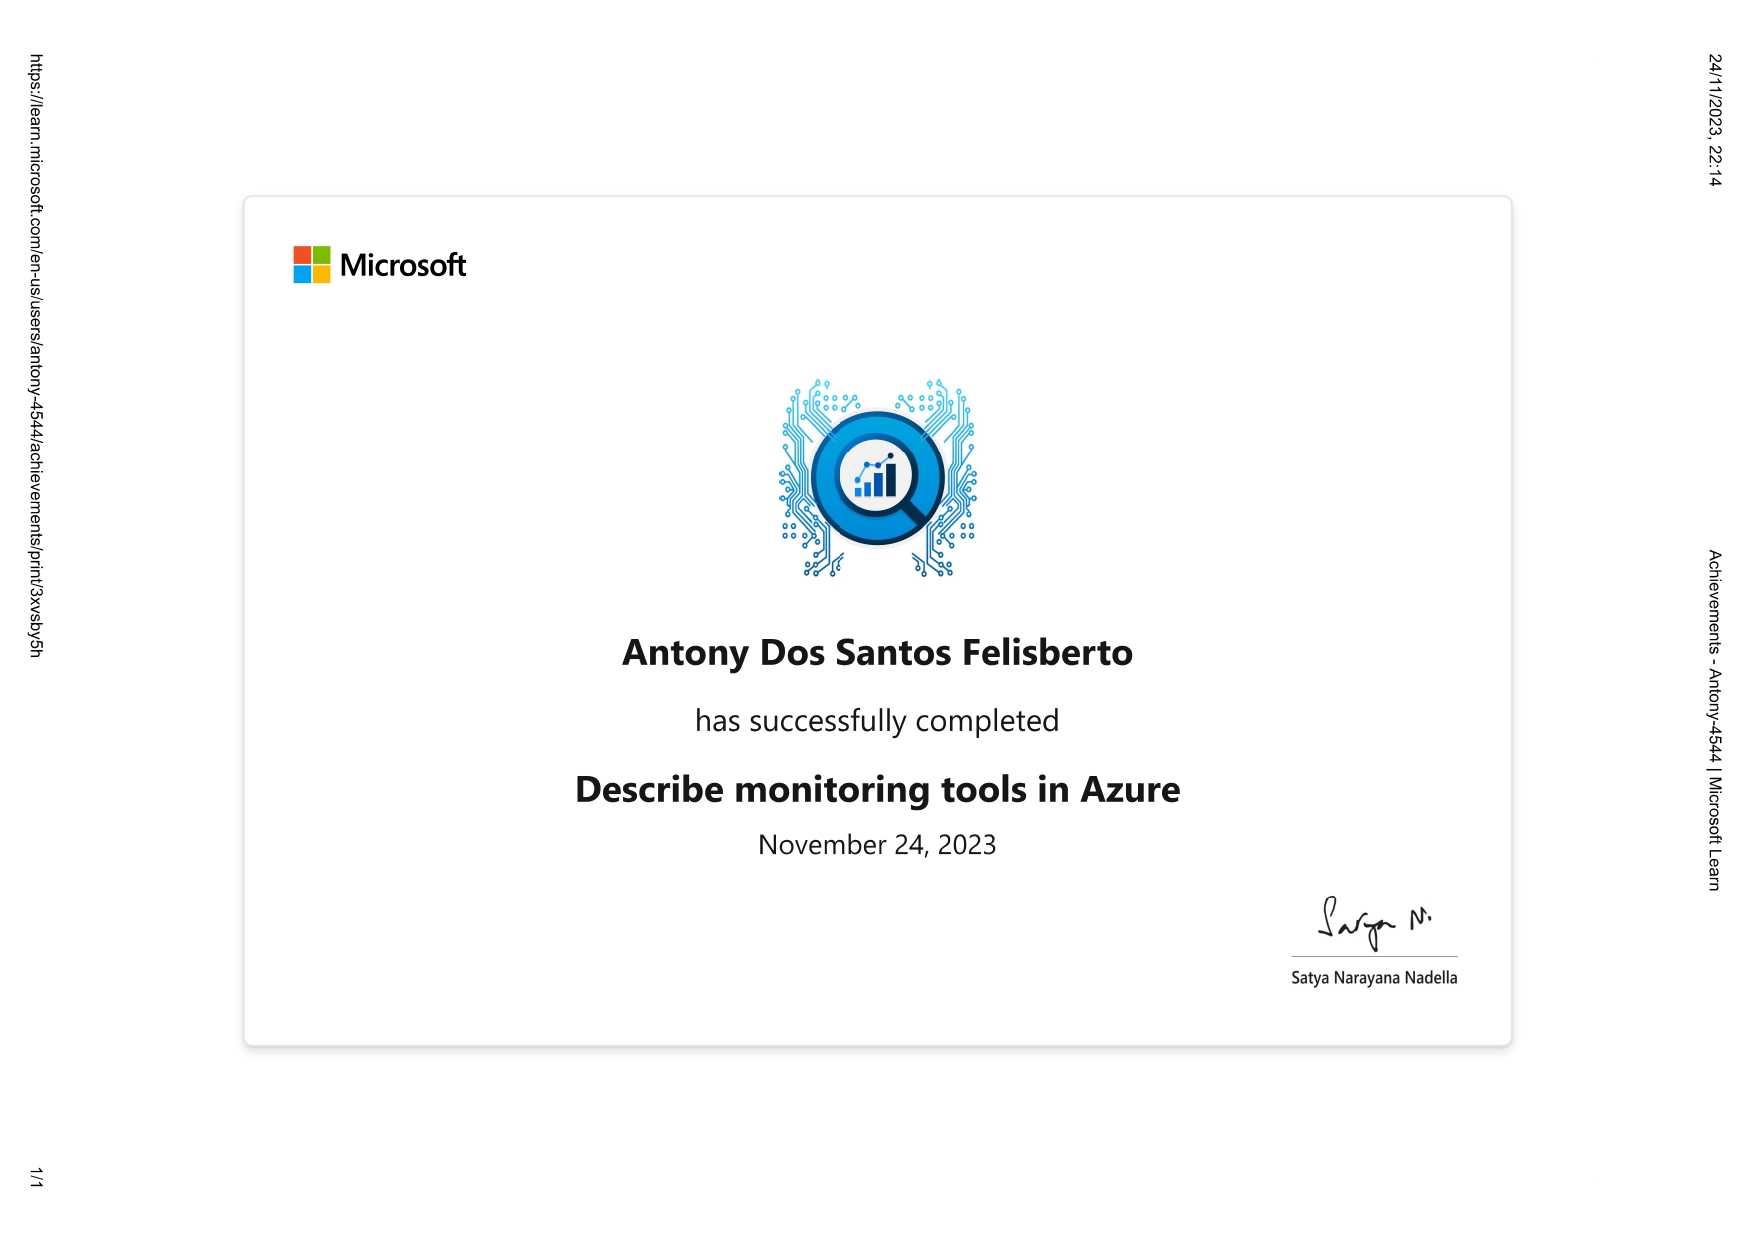 24/11/2023, 22:14
Achievements - Antony-4544 | Microsoft Learn
Microsoft
Antony Dos Santos Felisberto
has successfully completed
Describe monitoring tools in Azure
November 24, 2023
Satya N.
Satya Narayana Nadella
https://learn.microsoft.com/en-us/users/antony-4544/achievements/print/3xvsby5h
1/1